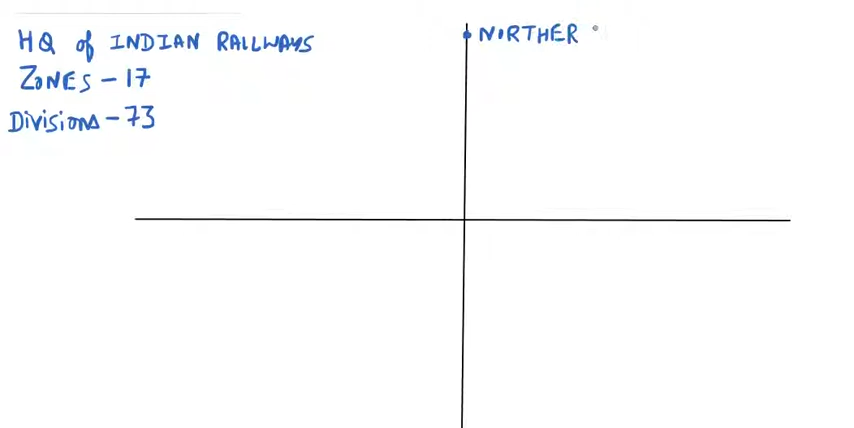 HQ of INDIAN RAILWAYS
ZONES - 17
Divisions - 73
NORTHER